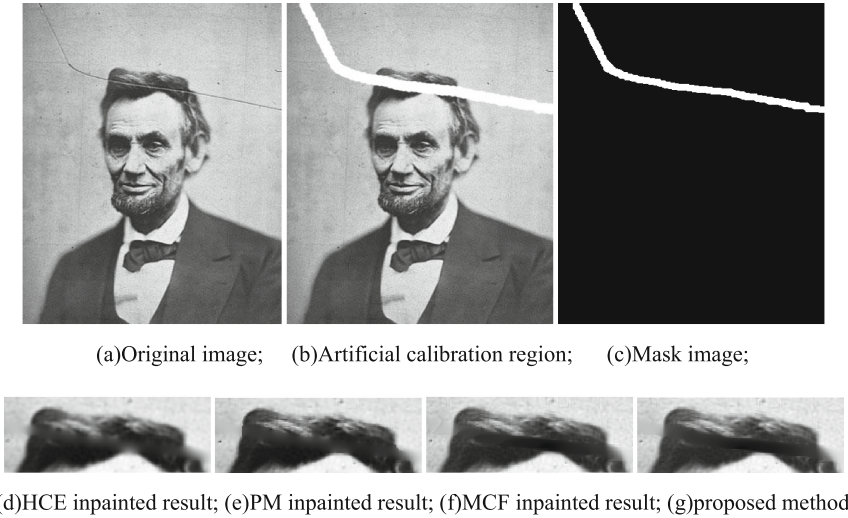 (a)Original image; (b)Artificial calibration region; (c)Mask image;
(d)HCE inpainted result; (e)PM inpainted result; (f)MCF inpainted result; (g)proposed method